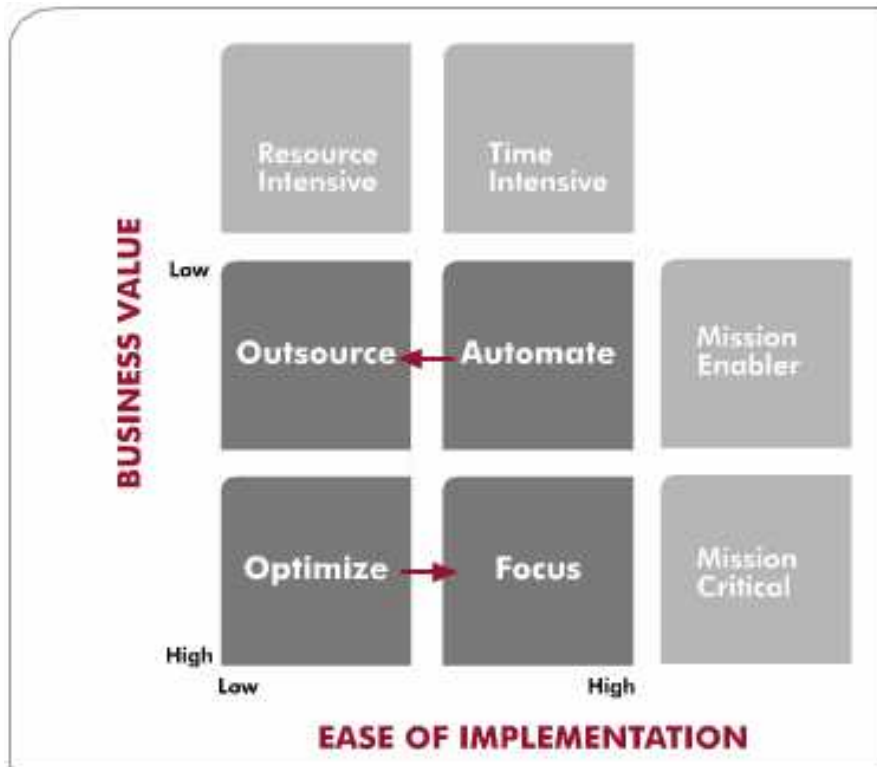 Resource
Intensive
Time
Intensive
BUSINESS VALUE
Low
Outsource
Automate
Mission
Enabler
Optimize
Focus
Mission
Critical
High
Low
High
EASE OF IMPLEMENTATION